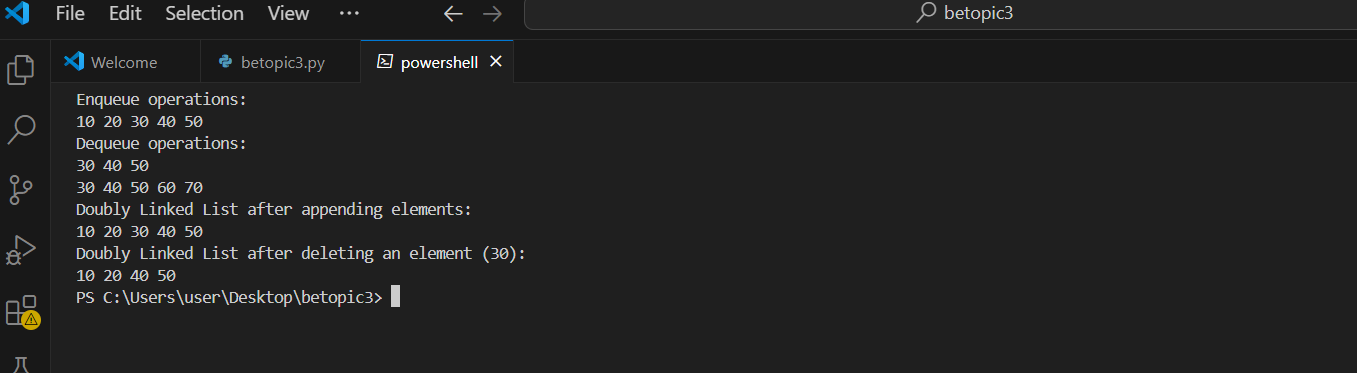 File Edit Selection View ··· betopic3
Welcome betopic3.py powershell
Enqueue operations:
10 20 30 40 50
Dequeue operations:
30 40 50
30 40 50 60 70
Doubly Linked List after appending elements:
10 20 30 40 50
Doubly Linked List after deleting an element (30):
10 20 40 50
PS C:\Users\user\Desktop\betopic3>